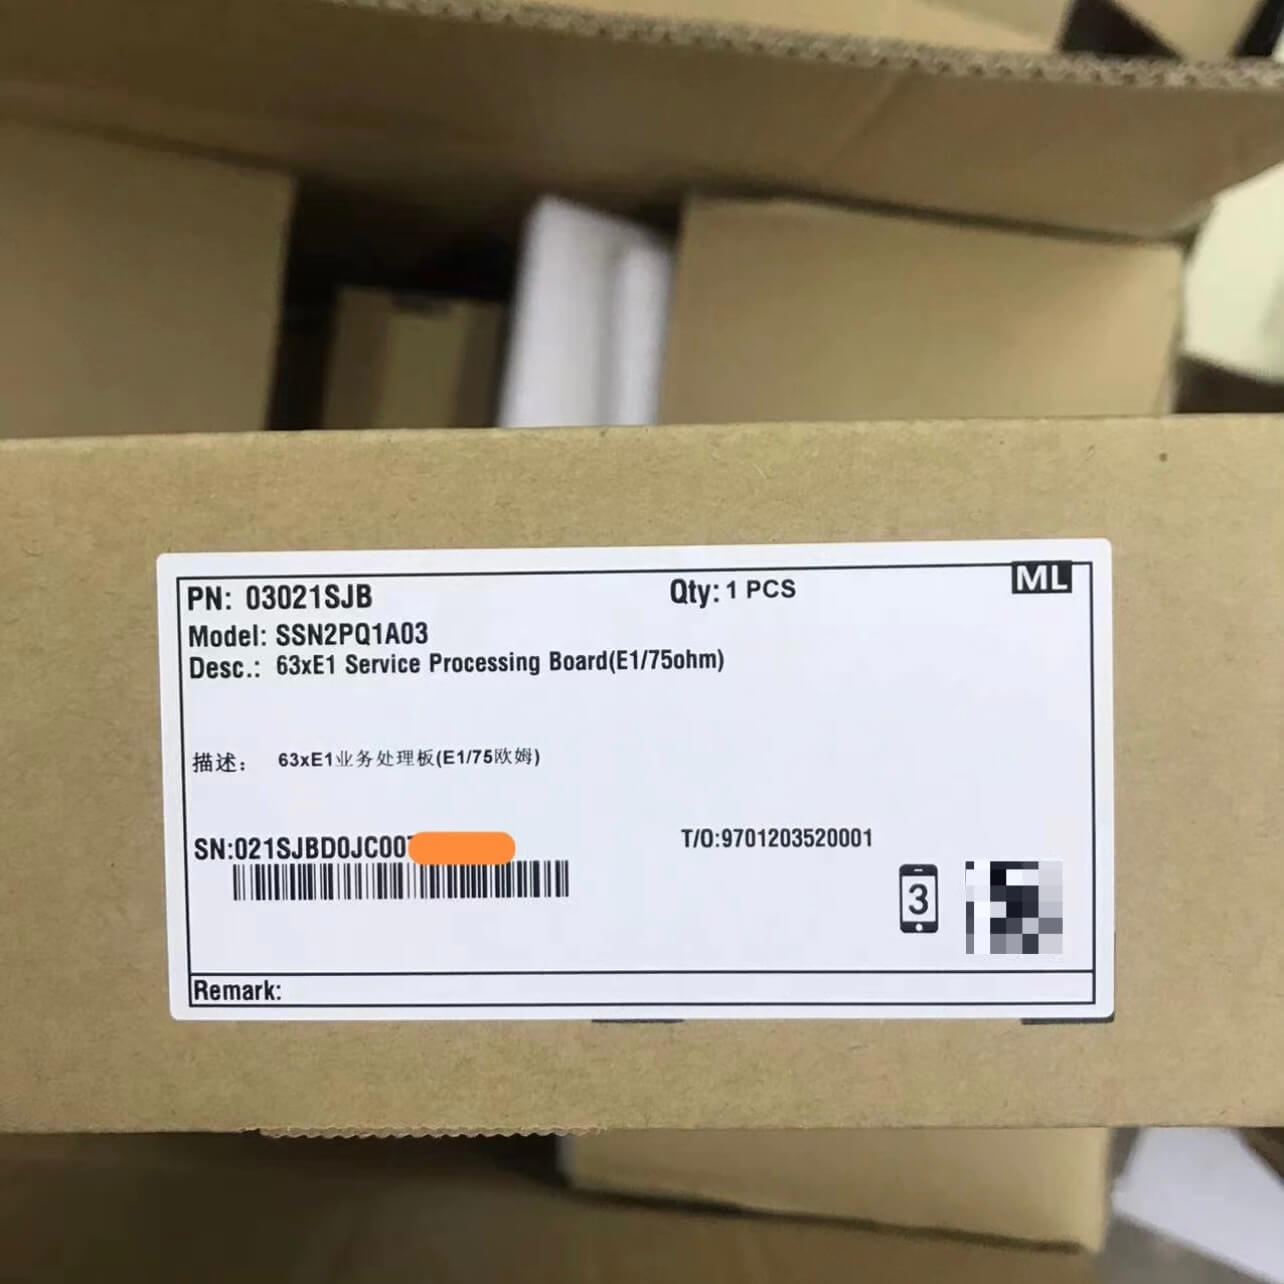 PN: 03021SJB Qty: 1 PCS ML
Model: SSN2PQ1A03
Desc.: 63xE1 Service Processing Board(E1/75ohm)
描述: 63xE1业务处理板(E1/75欧姆)
SN:021SJBD0JC00 T/O:9701203520001
3
Remark: